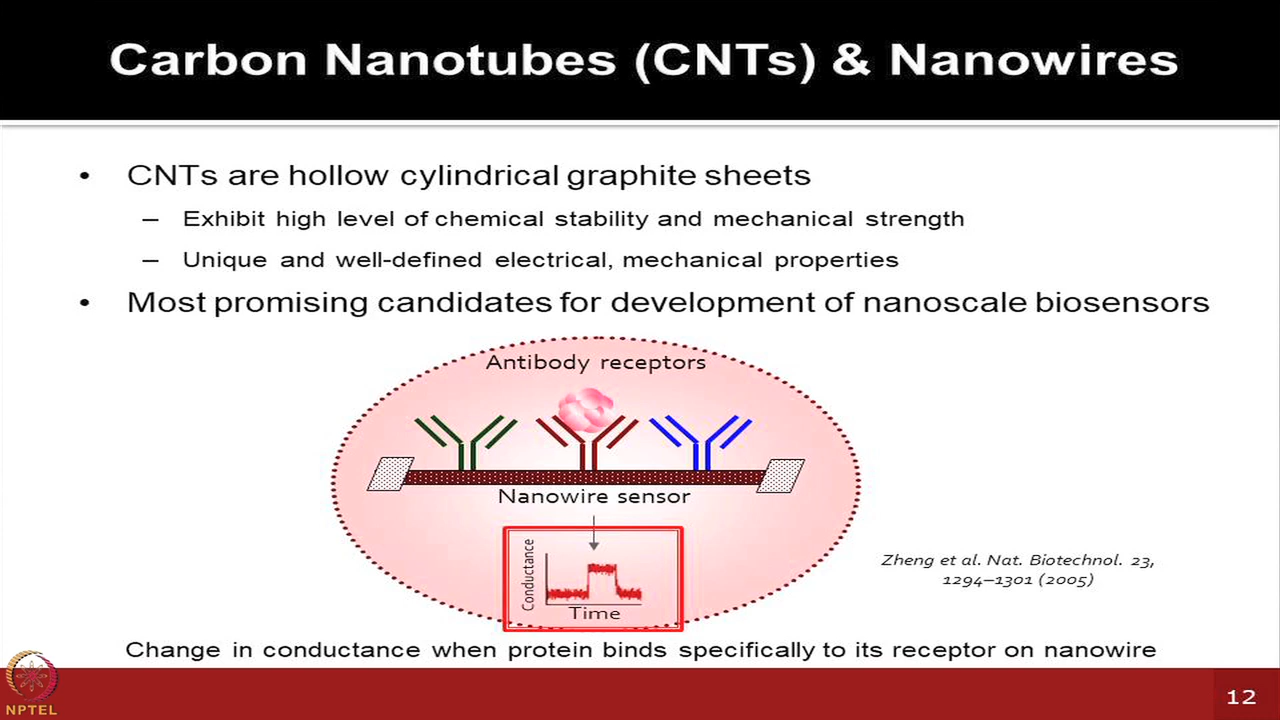 Carbon Nanotubes (CNTs) & Nanowires
• CNTs are hollow cylindrical graphite sheets
– Exhibit high level of chemical stability and mechanical strength
– Unique and well-defined electrical, mechanical properties
• Most promising candidates for development of nanoscale biosensors
Antibody receptors
Nanowire sensor
Conductance
Time
Zheng et al. Nat. Biotechnol. 23,
1294–1301 (2005)
Change in conductance when protein binds specifically to its receptor on nanowire
NPTEL
12